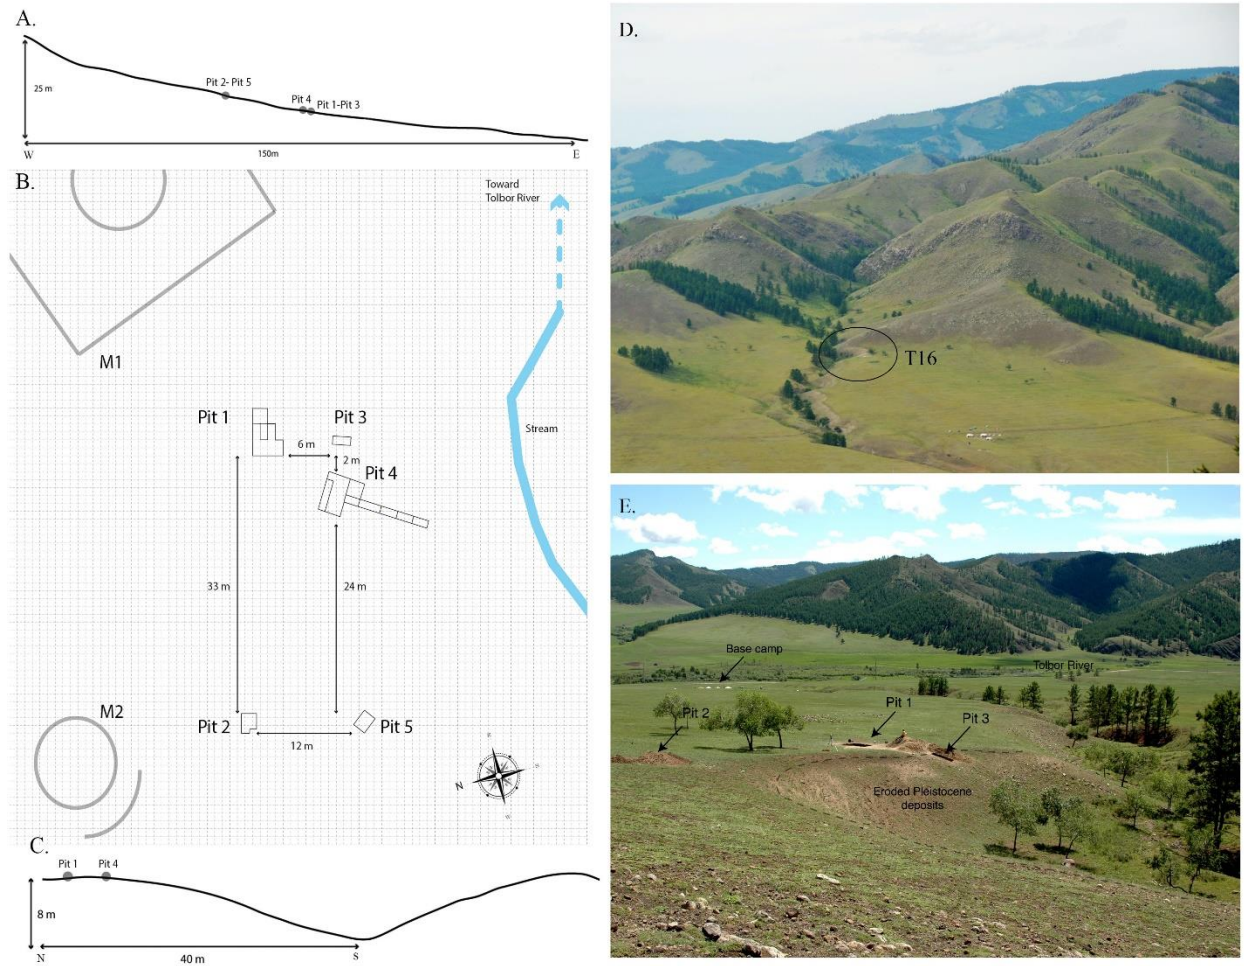 A.
25 m
Pit 2- Pit 5
Pit 4
Pit 1-Pit 3
W
150m
E
B.
Toward
Tolbor River
M1
Pit 1
Pit 3
6 m
2 m
Pit 4
Stream
33 m
24 m
M2
Pit 2
Pit 5
12 m
N
C.
Pit 1
Pit 4
8 m
N
40 m
S
D.
T16
E.
Base camp
Tolbor River
Pit 2
Pit 1
Pit 3
Eroded Pleistocene
deposits